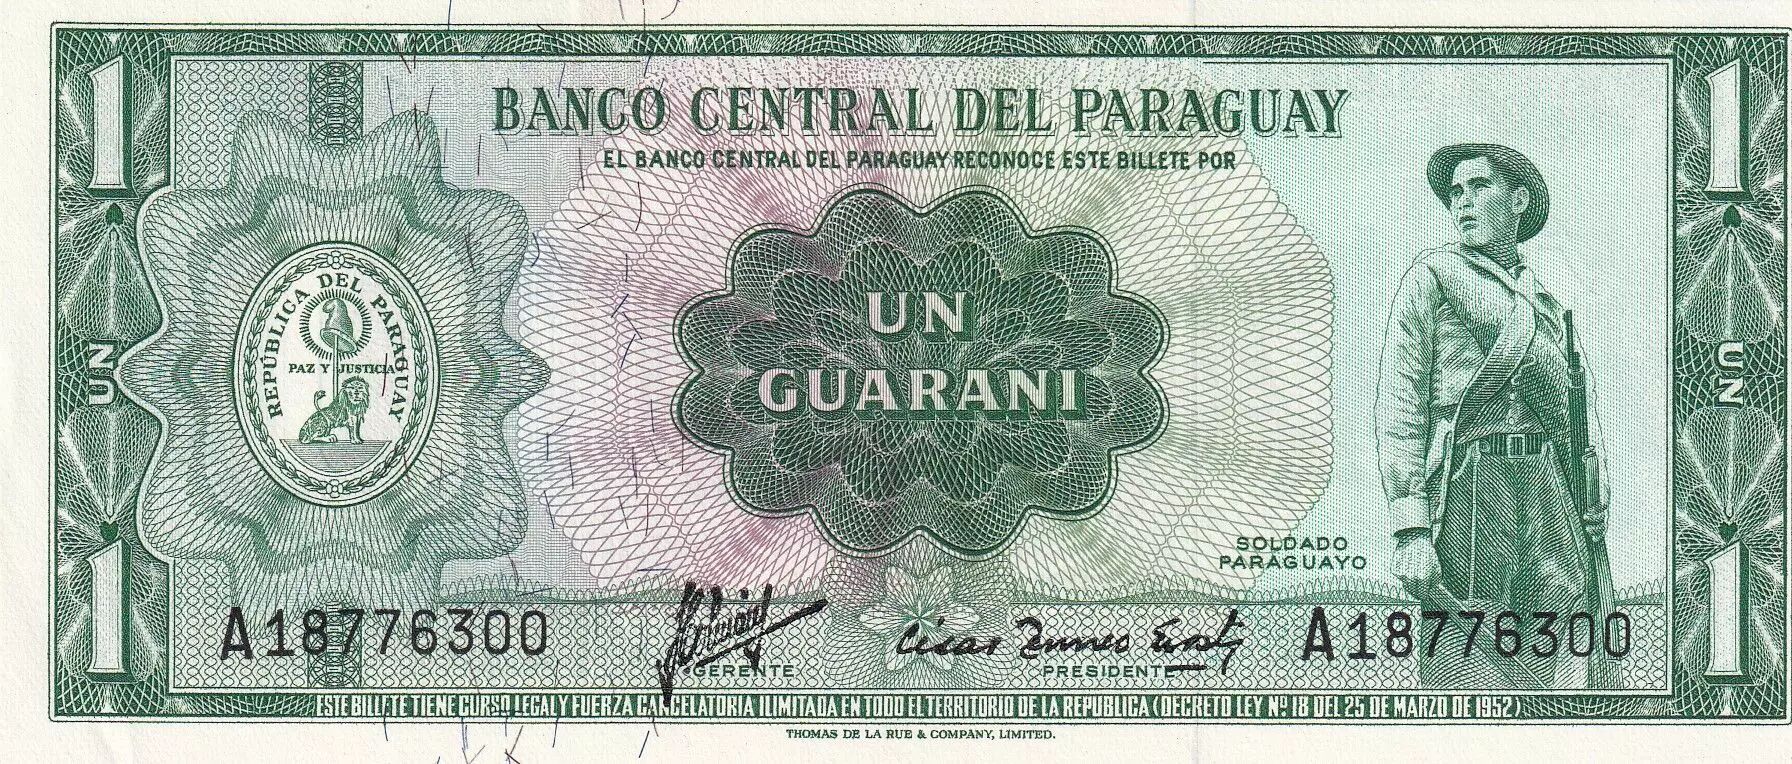 1
1
BANCO CENTRAL DEL PARAGUAY
EL BANCO CENTRAL DEL PARAGUAY RECONOCE ESTE BILLETE POR
REPÚBLICA DEL PARAGUAY
PAZ Y JUSTICIA
UN
UN
GUARANI
UN
SOLDADO
PARAGUAYO
1
1
A18776300
A18776300
GERENTE
PRESIDENTE
ESTE BILLETE TIENE CURSO LEGAL Y FUERZA CANCELATORIA ILIMITADA EN TODO EL TERRITORIO DE LA REPUBLICA (DECRETO LEY Nº 18 DEL 25 DE MARZO DE 1952)
THOMAS DE LA RUE & COMPANY, LIMITED.